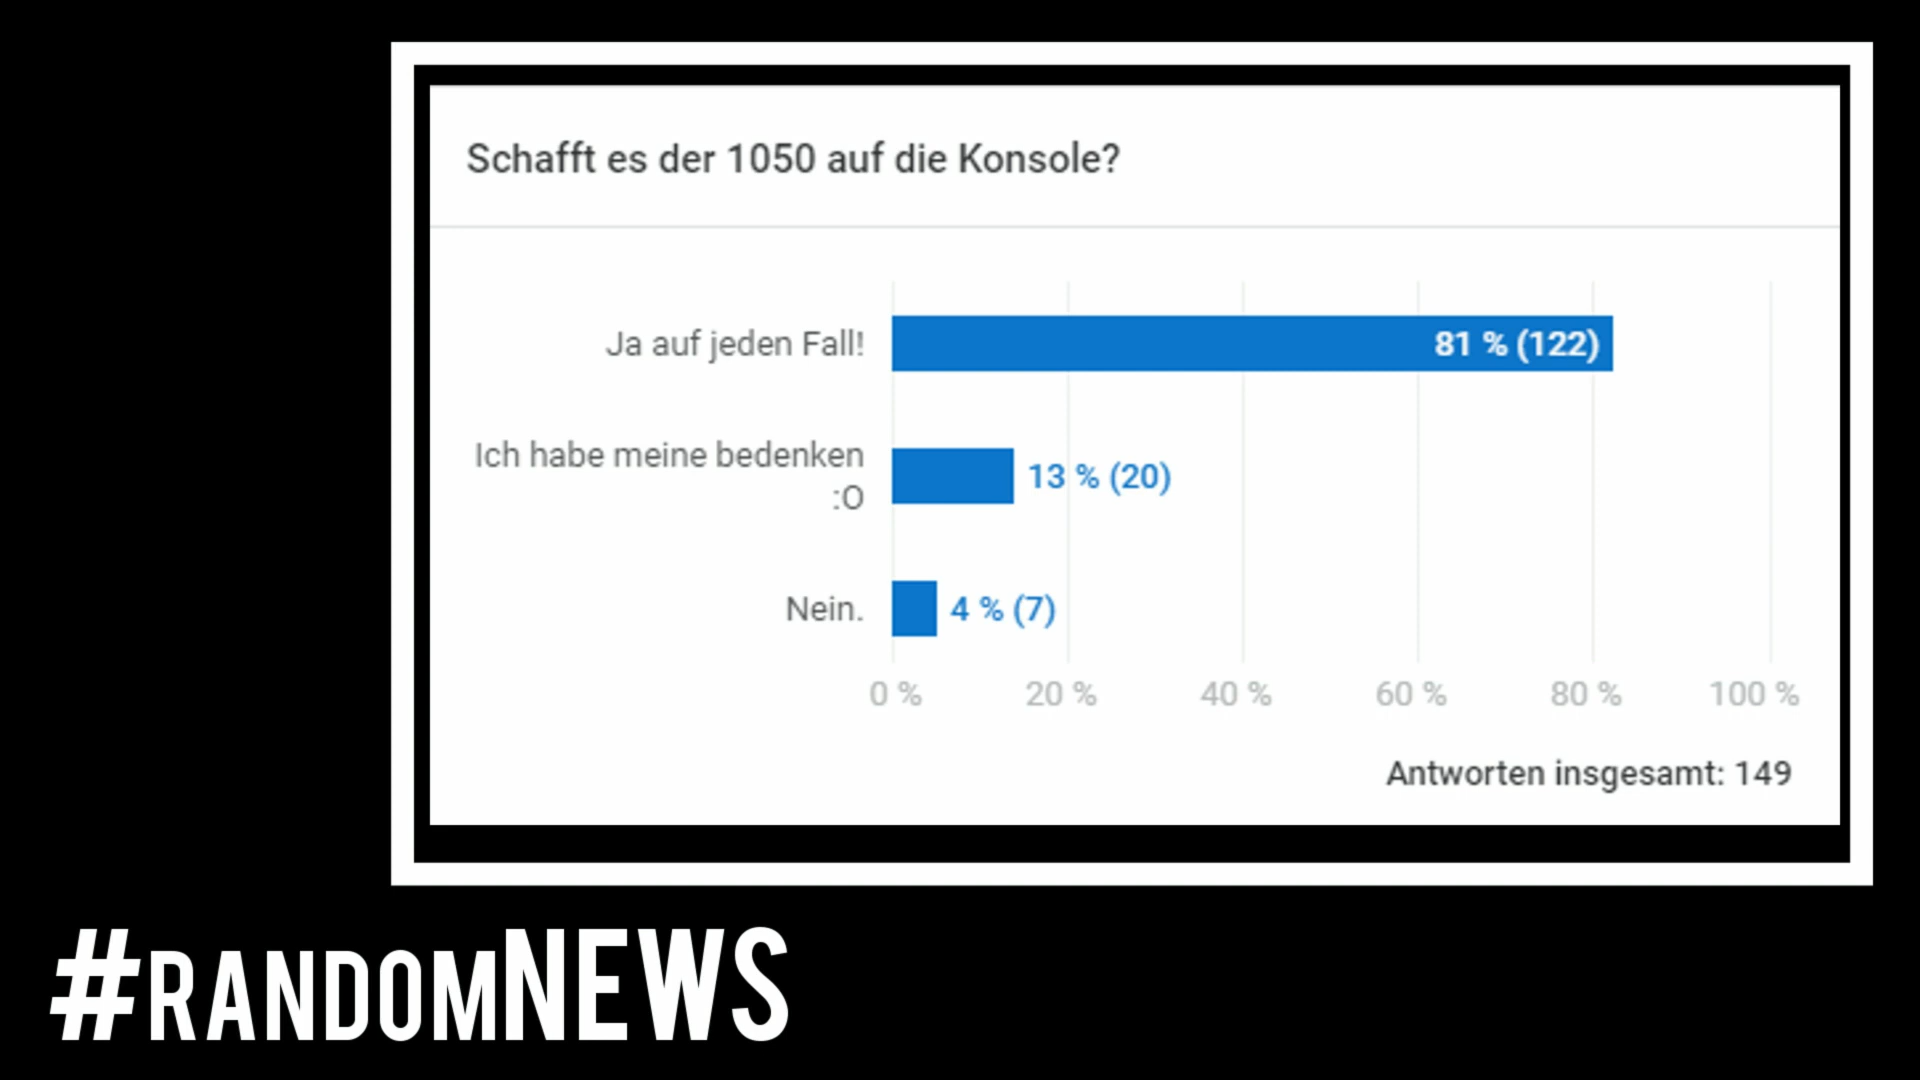 Schafft es der 1050 auf die Konsole?
Ja auf jeden Fall!
81 % (122)
Ich habe meine bedenken
:O
13 % (20)
Nein.
4 % (7)
0 %
20 %
40 %
60 %
80 %
100 %
Antworten insgesamt: 149
#RANDOMNEWS